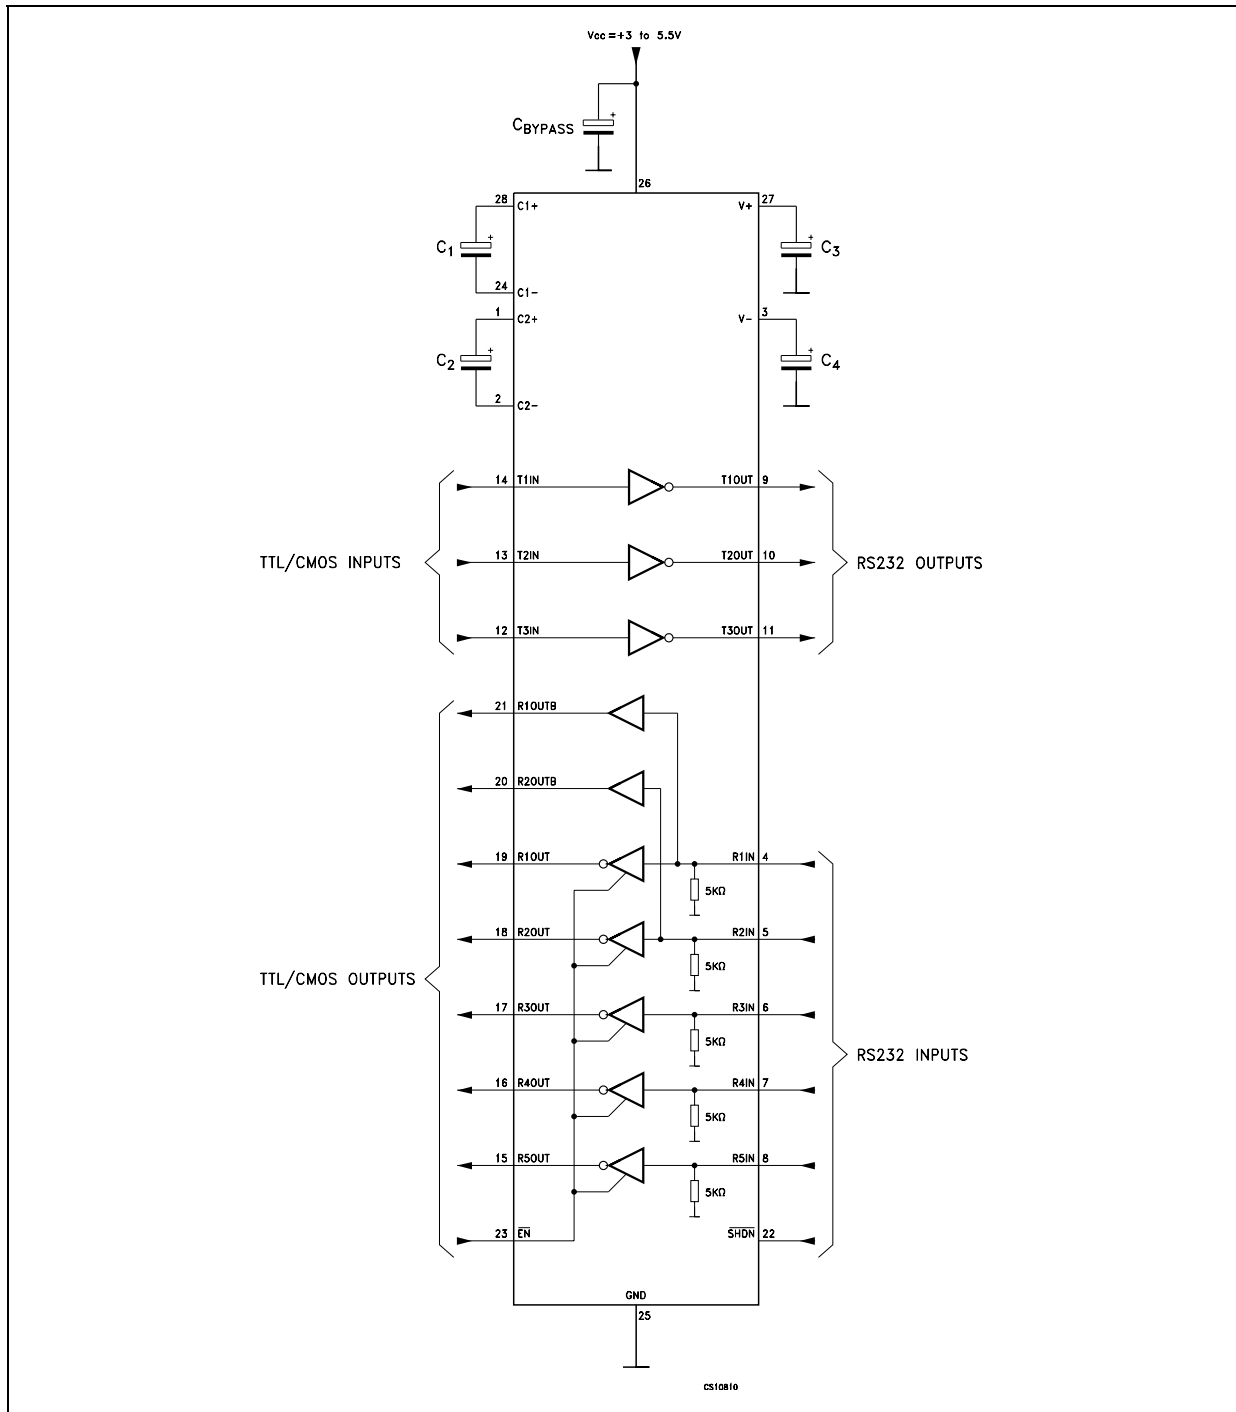 Vcc=+3 to 5.5V
+
CBYPASS
26
28 C1+ V+ 27
+ +
C1 C3
24 C1-
1 C2+ V- 3
+ +
C2 C4
2 C2-
14 T1IN T1OUT 9
TTL/CMOS INPUTS 13 T2IN T2OUT 10 RS232 OUTPUTS
12 T3IN T3OUT 11
21 R1OUTB
20 R2OUTB
19 R1OUT R1IN 4
5KΩ
18 R2OUT R2IN 5
5KΩ
TTL/CMOS OUTPUTS
17 R3OUT R3IN 6
5KΩ
RS232 INPUTS
16 R4OUT R4IN 7
5KΩ
15 R5OUT R5IN 8
5KΩ
23 EN SHDN 22
GND
25
CS10810